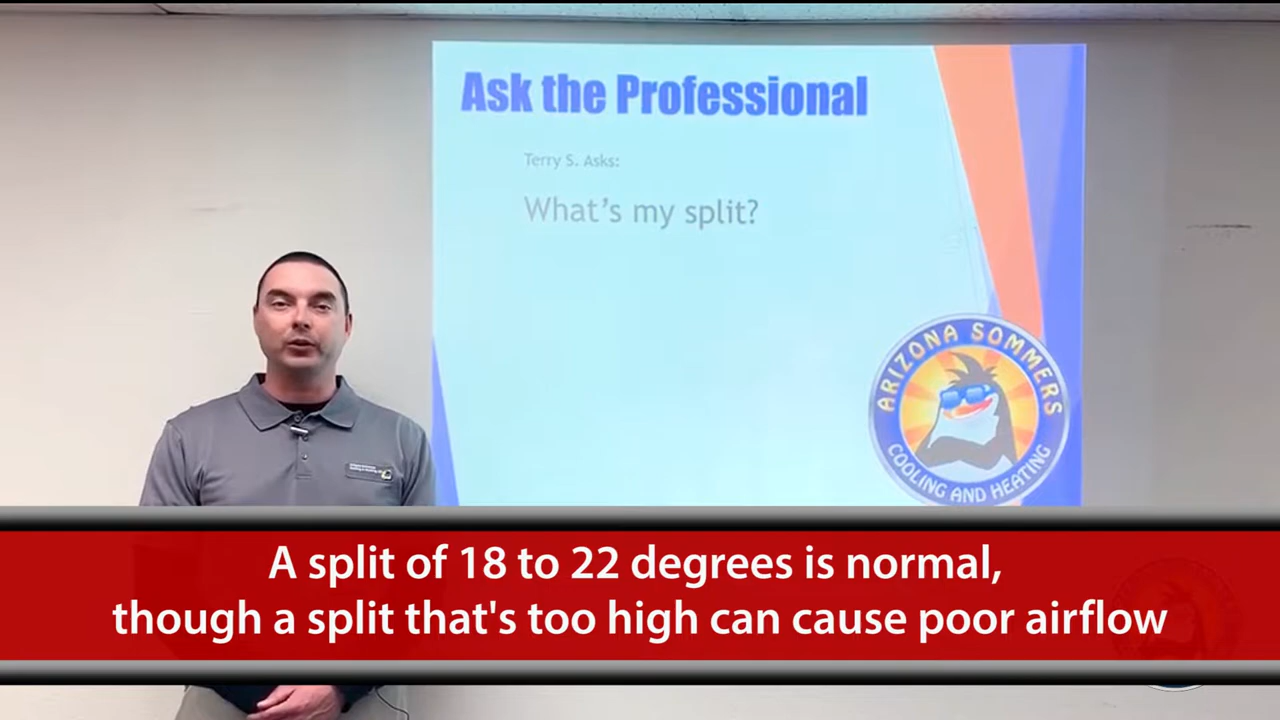 Ask the Professional
Terry S. Asks:
What's my split?
ARIZONA SOMMERS
COOLING AND HEATING
A split of 18 to 22 degrees is normal,
though a split that's too high can cause poor airflow